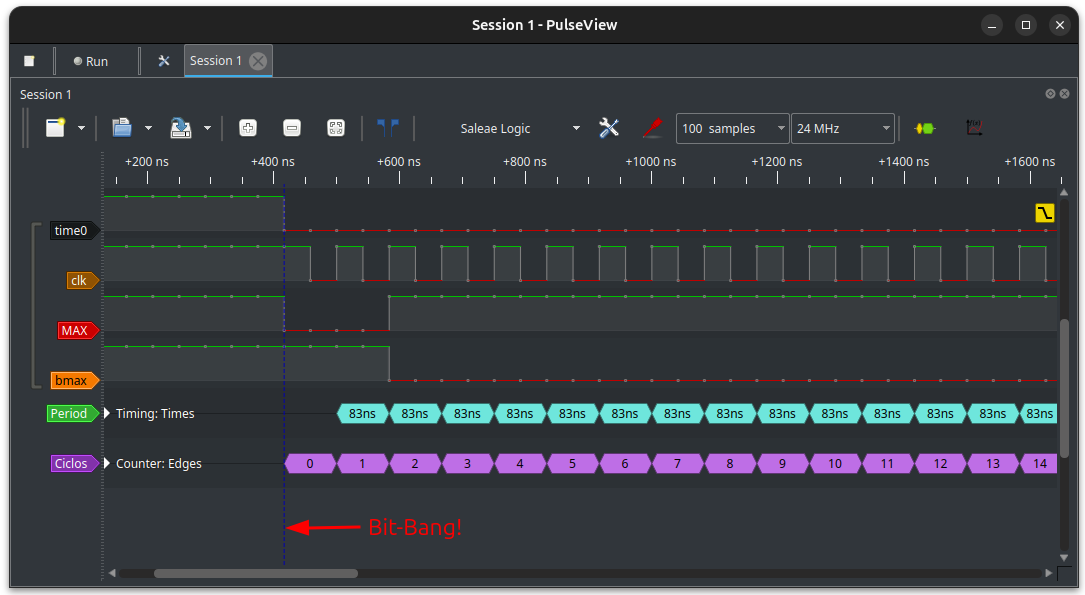 Session 1 - PulseView
Run
Session 1
Session 1
Saleae Logic
100 samples
24 MHz
+200 ns +400 ns +600 ns +800 ns +1000 ns +1200 ns +1400 ns +1600 ns
time0
clk
MAX
bmax
Period Timing: Times 83ns 83ns 83ns 83ns 83ns 83ns 83ns 83ns 83ns 83ns 83ns 83ns 83ns 83ns
Ciclos Counter: Edges 0 1 2 3 4 5 6 7 8 9 10 11 12 13 14
Bit-Bang!